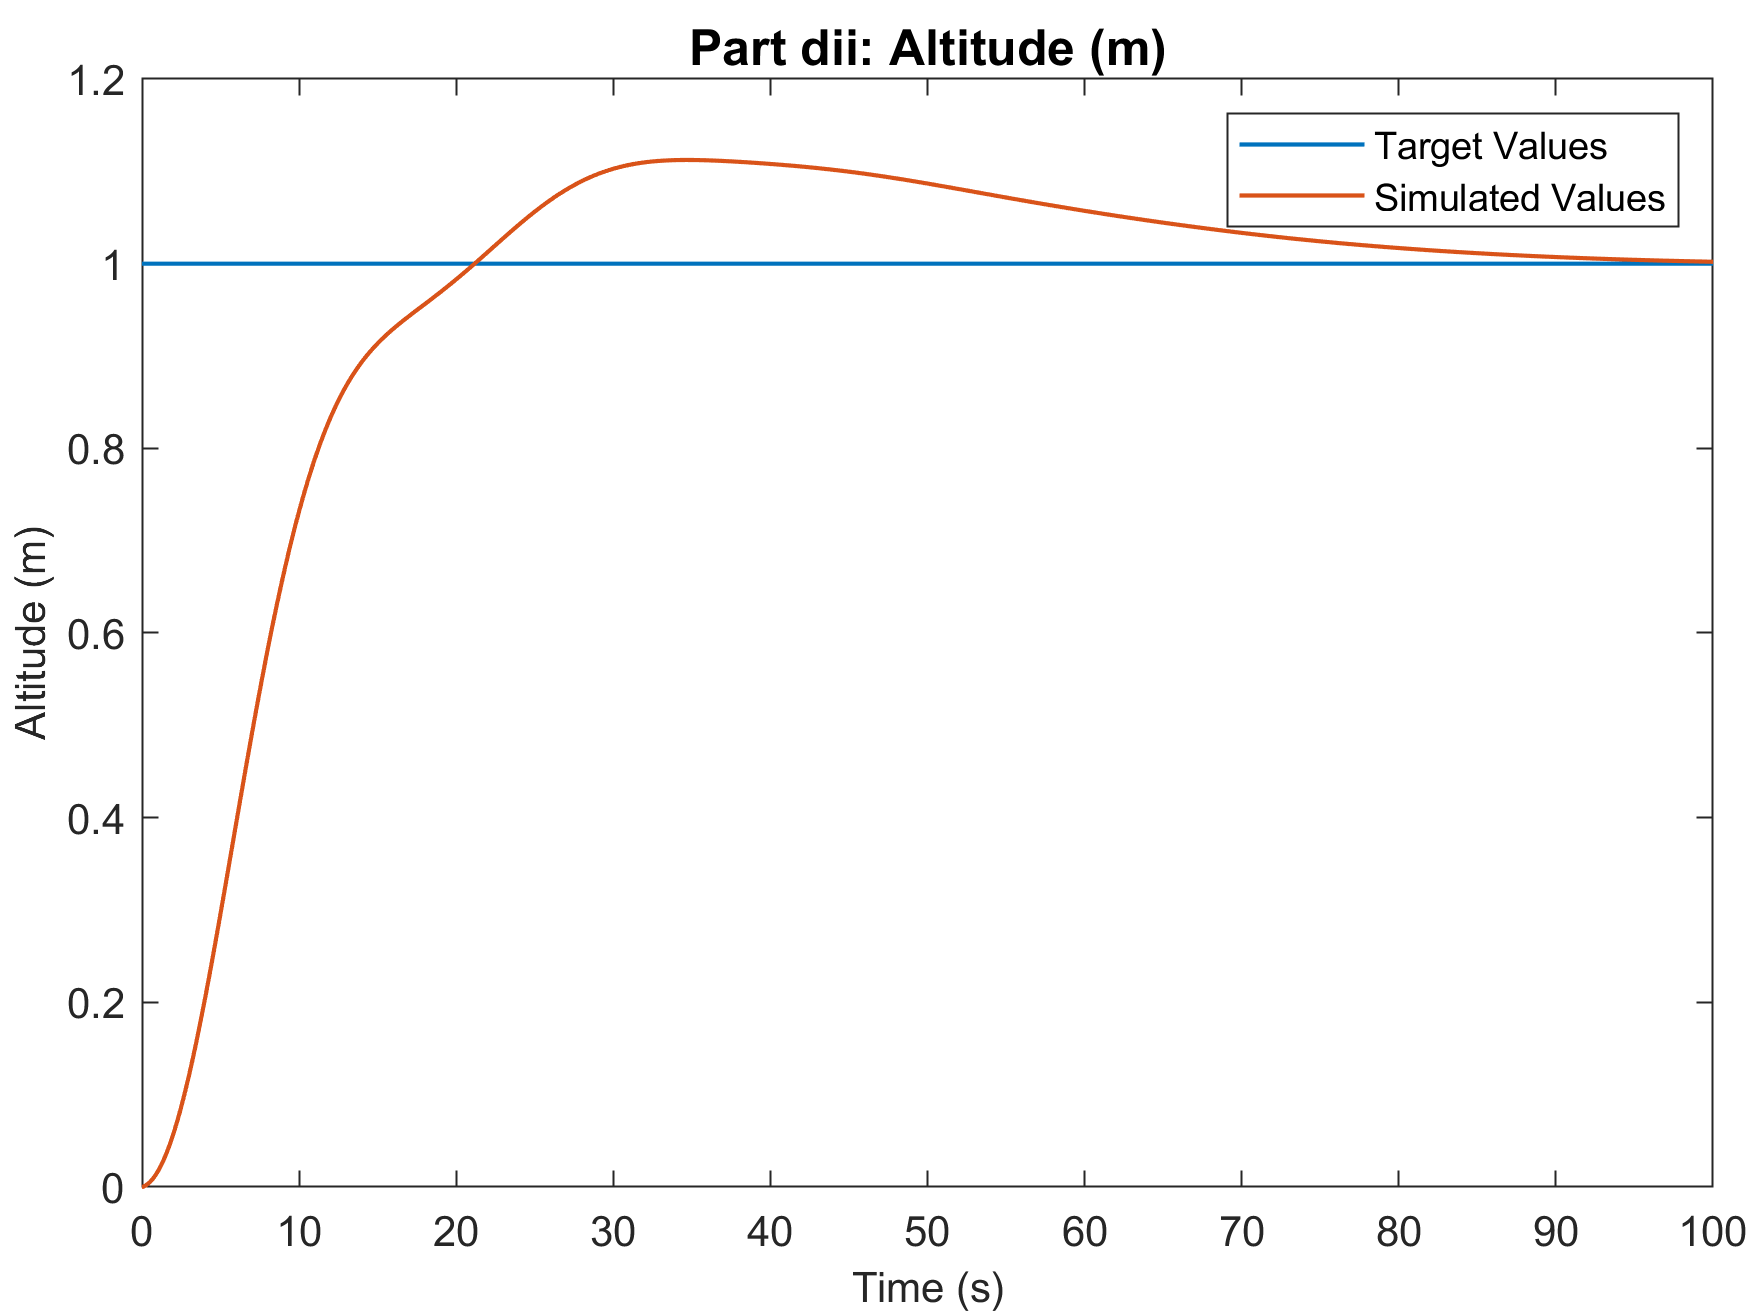 Part dii: Altitude (m)
1.2
1
0.8
0.6
0.4
0.2
0
Altitude (m)
Target Values
Simulated Values
0 10 20 30 40 50 60 70 80 90 100
Time (s)